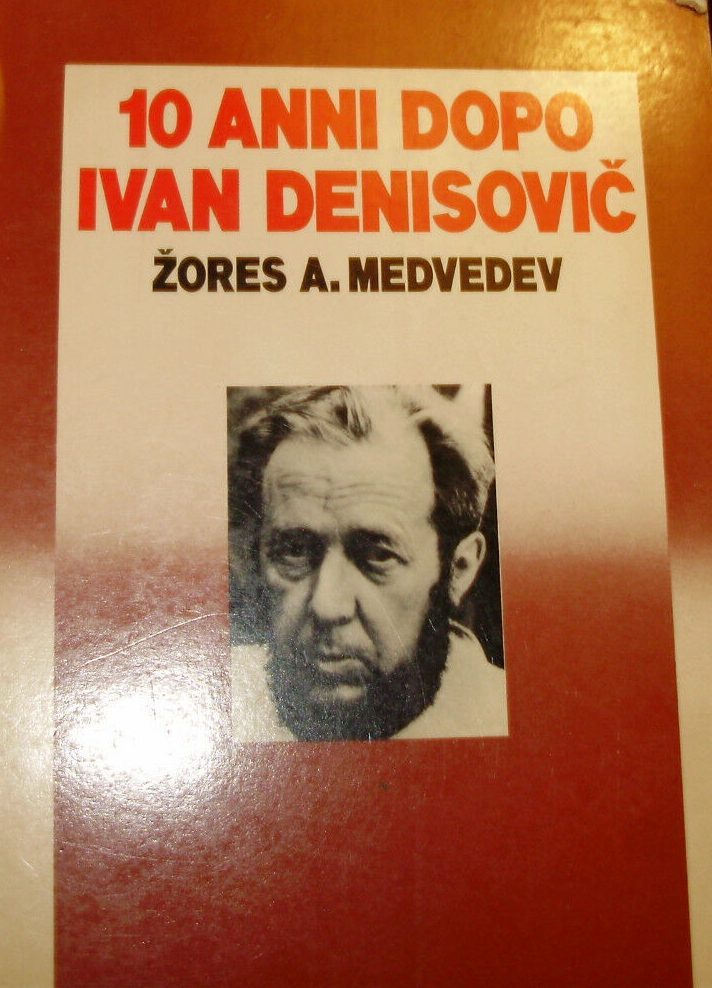 10 ANNI DOPO
IVAN DENISOVIČ
ŽORES A. MEDVEDEV